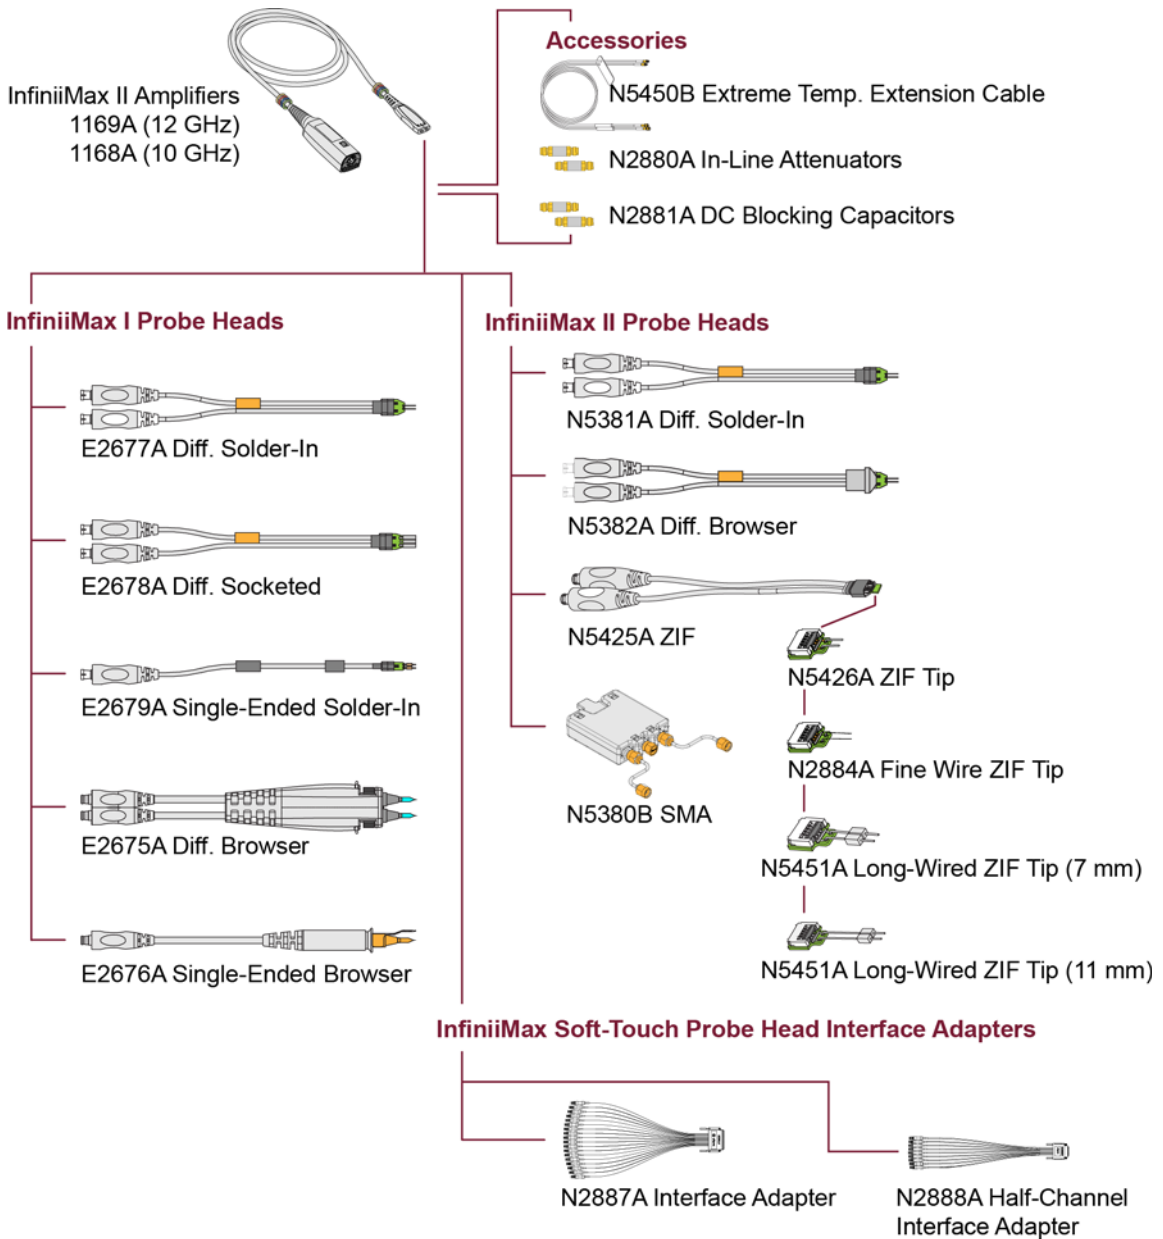 InfiniiMax II Amplifiers
1169A (12 GHz)
1168A (10 GHz)
Accessories
N5450B Extreme Temp. Extension Cable
N2880A In-Line Attenuators
N2881A DC Blocking Capacitors
InfiniiMax I Probe Heads
E2677A Diff. Solder-In
E2678A Diff. Socketed
E2679A Single-Ended Solder-In
E2675A Diff. Browser
E2676A Single-Ended Browser
InfiniiMax II Probe Heads
N5381A Diff. Solder-In
N5382A Diff. Browser
N5425A ZIF
N5426A ZIF Tip
N2884A Fine Wire ZIF Tip
N5451A Long-Wired ZIF Tip (7 mm)
N5451A Long-Wired ZIF Tip (11 mm)
N5380B SMA
InfiniiMax Soft-Touch Probe Head Interface Adapters
N2887A Interface Adapter
N2888A Half-Channel
Interface Adapter